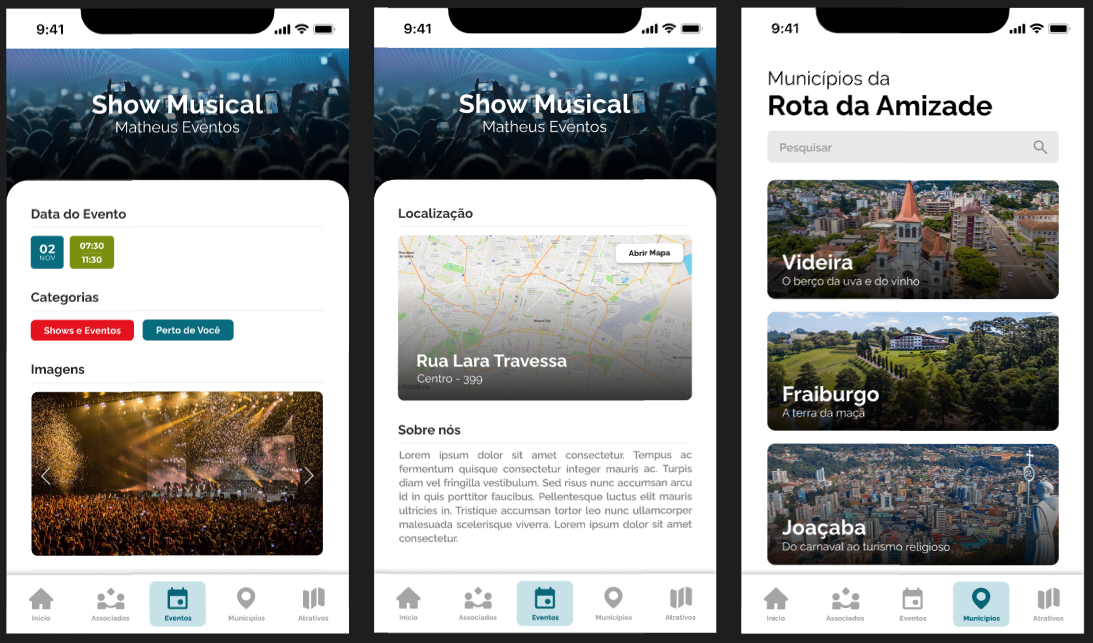 9:41
Show Musical
Matheus Eventos
Data do Evento
02
NOV
07:30
11:30
Categorias
Shows e Eventos
Perto de Você
Imagens
Início
Associados
Eventos
Municípios
Atrativos
9:41
Show Musical
Matheus Eventos
Localização
Abrir Mapa
Rua Lara Travessa
Centro - 399
Sobre nós
Lorem ipsum dolor sit amet consectetur. Tempus ac
fermentum quisque consectetur integer mauris ac. Turpis
diam vel fringilla vestibulum. Sed risus nunc accumsan arcu
id in quis porttitor faucibus. Pellentesque luctus elit mauris
ultricies in. Tristique accumsan tortor leo nunc ullamcorper
malesuada scelerisque viverra. Lorem ipsum dolor sit amet
consectetur.
Início
Associados
Eventos
Municípios
Atrativos
9:41
Municípios da
Rota da Amizade
Pesquisar
Videira
O berço da uva e do vinho
Fraiburgo
A terra da maçã
Joaçaba
Do carnaval ao turismo religioso
Início
Associados
Eventos
Municípios
Atrativos